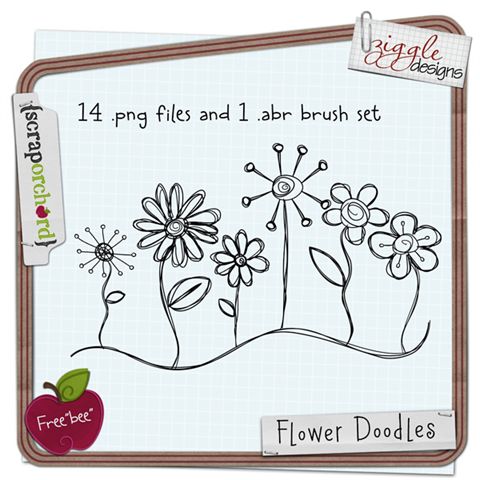 ziggle
designs
14 .png files and 1 .abr brush set
{scraporchard}
Free"bee"
Flower Doodles